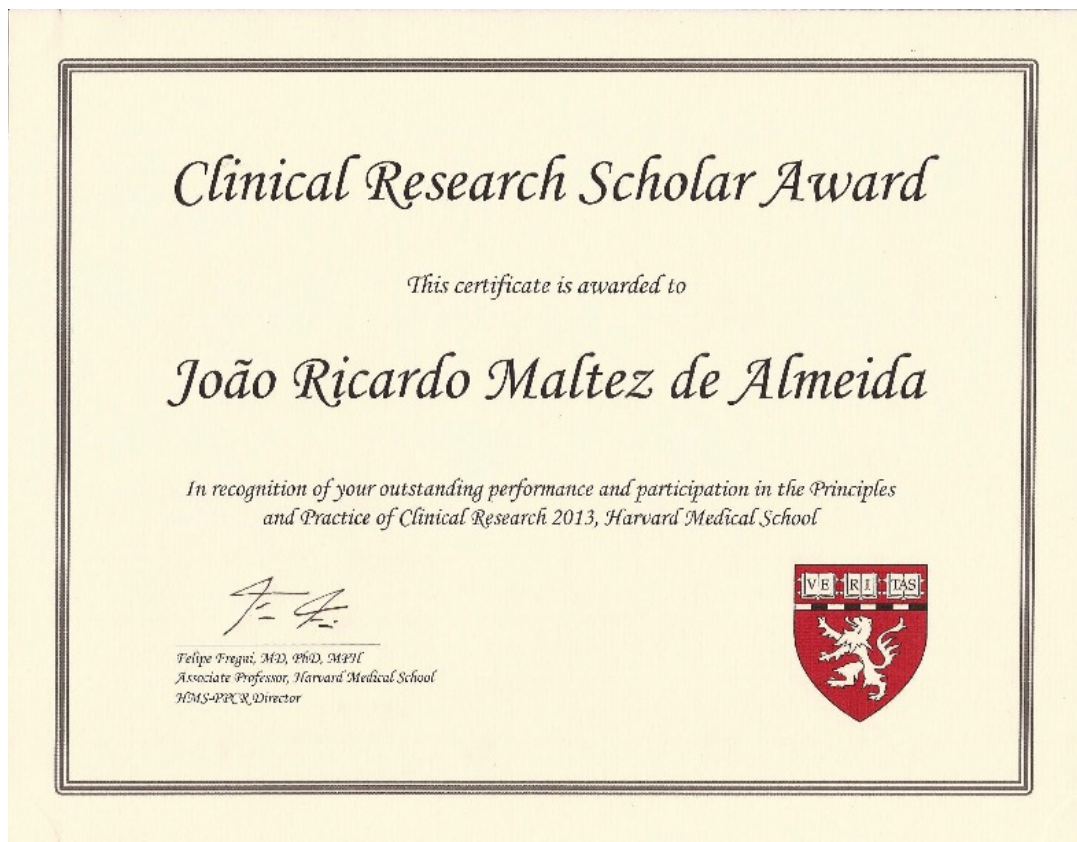 Clinical Research Scholar Award
This certificate is awarded to
João Ricardo Maltez de Almeida
In recognition of your outstanding performance and participation in the Principles
and Practice of Clinical Research 2013, Harvard Medical School
Felipe Fregni, MD, PhD, MPH
Associate Professor, Harvard Medical School
HMS-PPCR Director
VE RI TAS